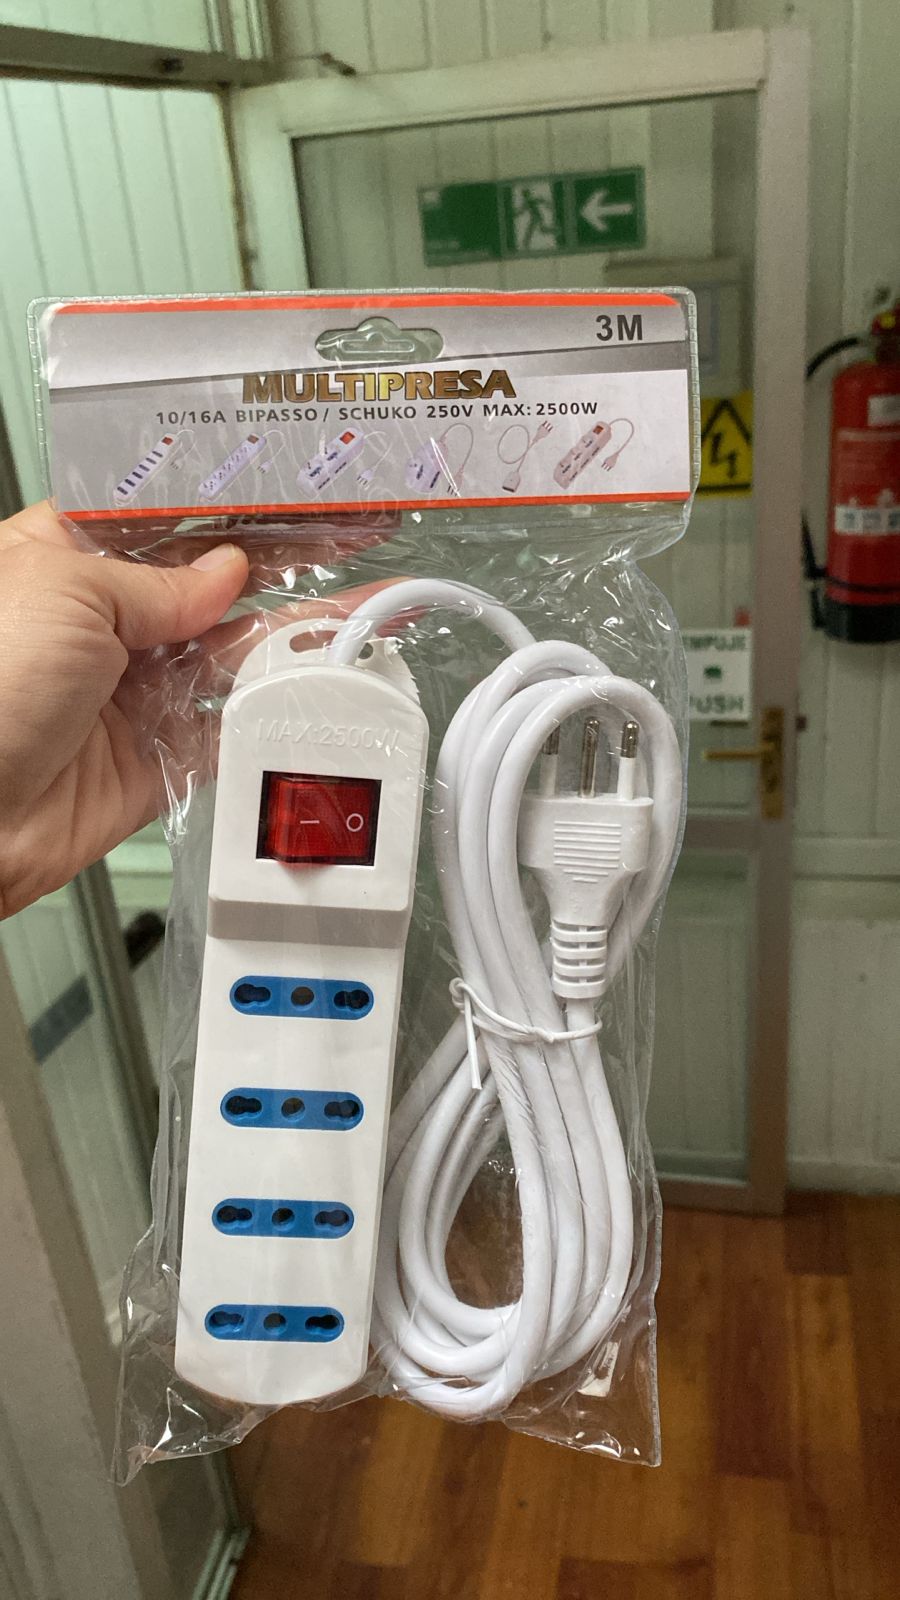 3M
MULTIPRESA
10/16A BIPASSO / SCHUKO 250V MAX: 2500W
MAX:2500W
EMPUJE
PUSH